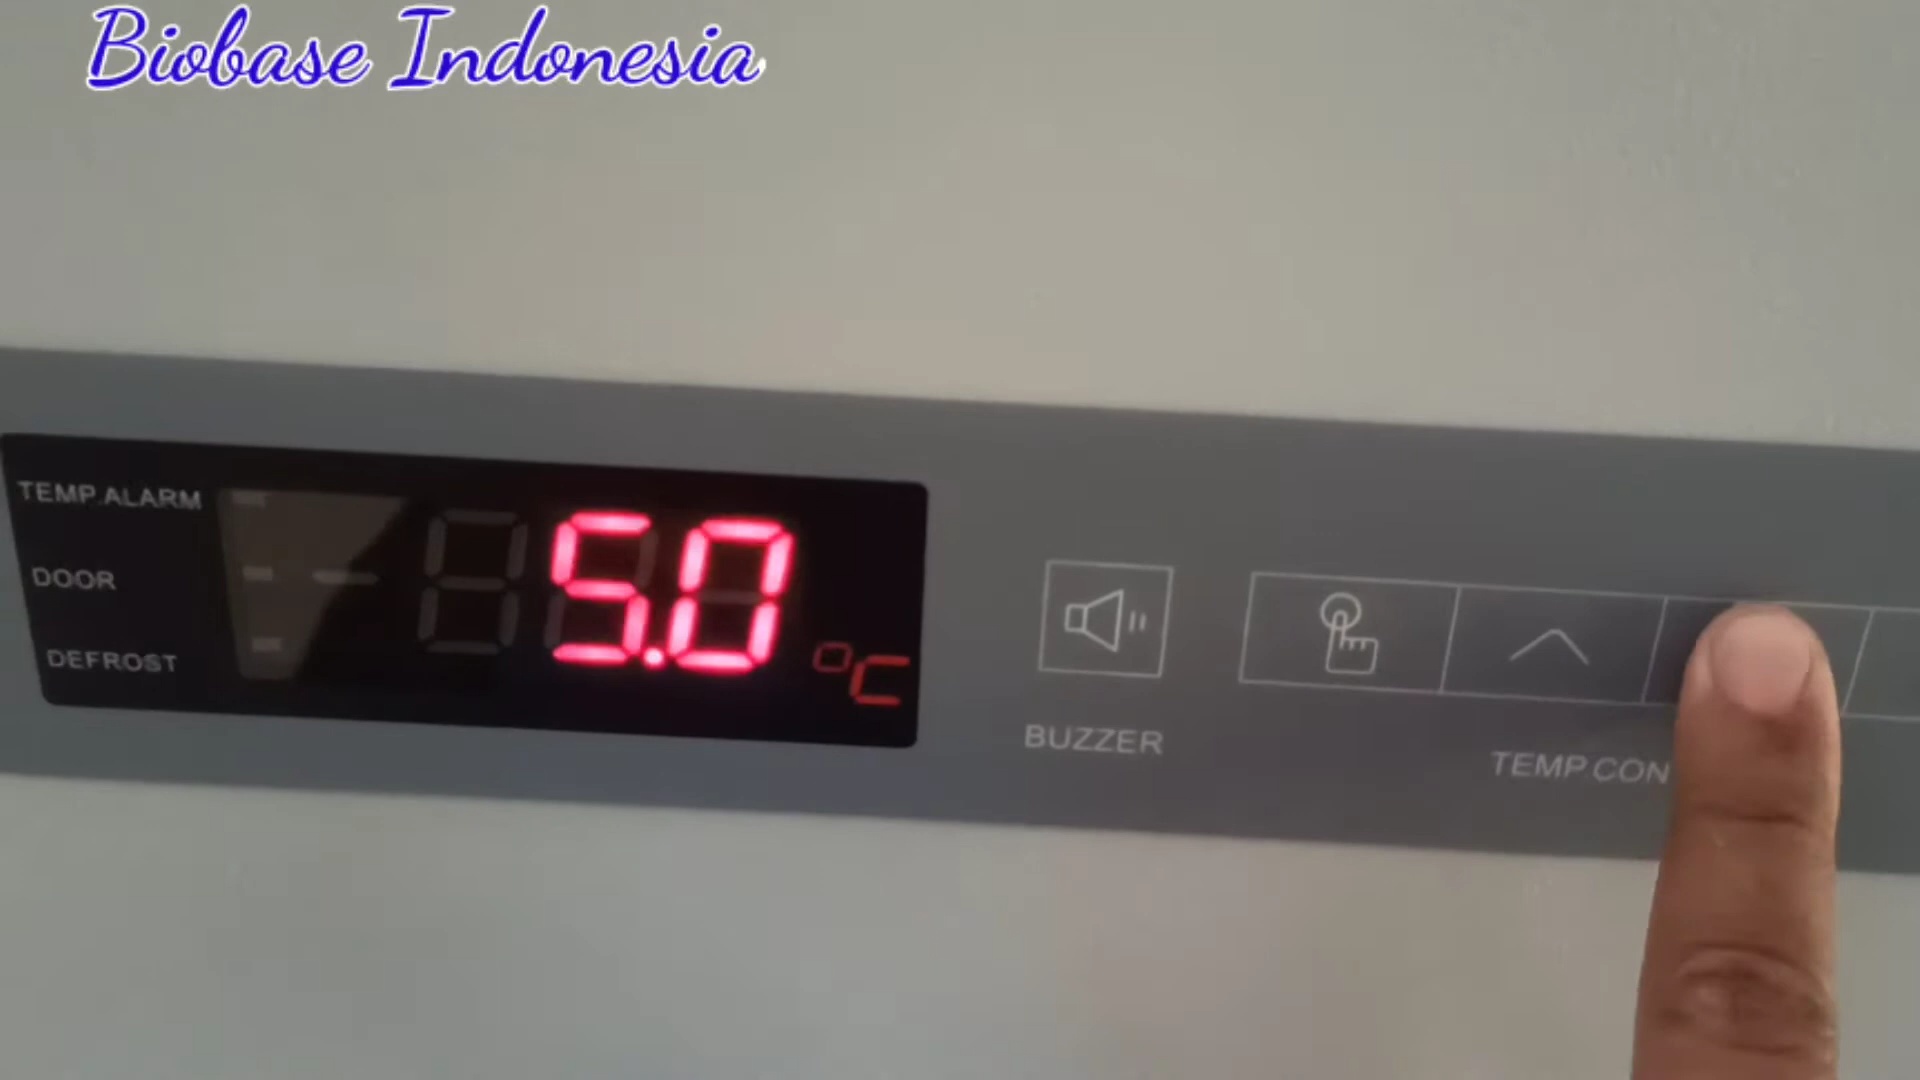 Biobase Indonesia
TEMP.ALARM
DOOR
DEFROST
5.0 °C
BUZZER
TEMP.CON